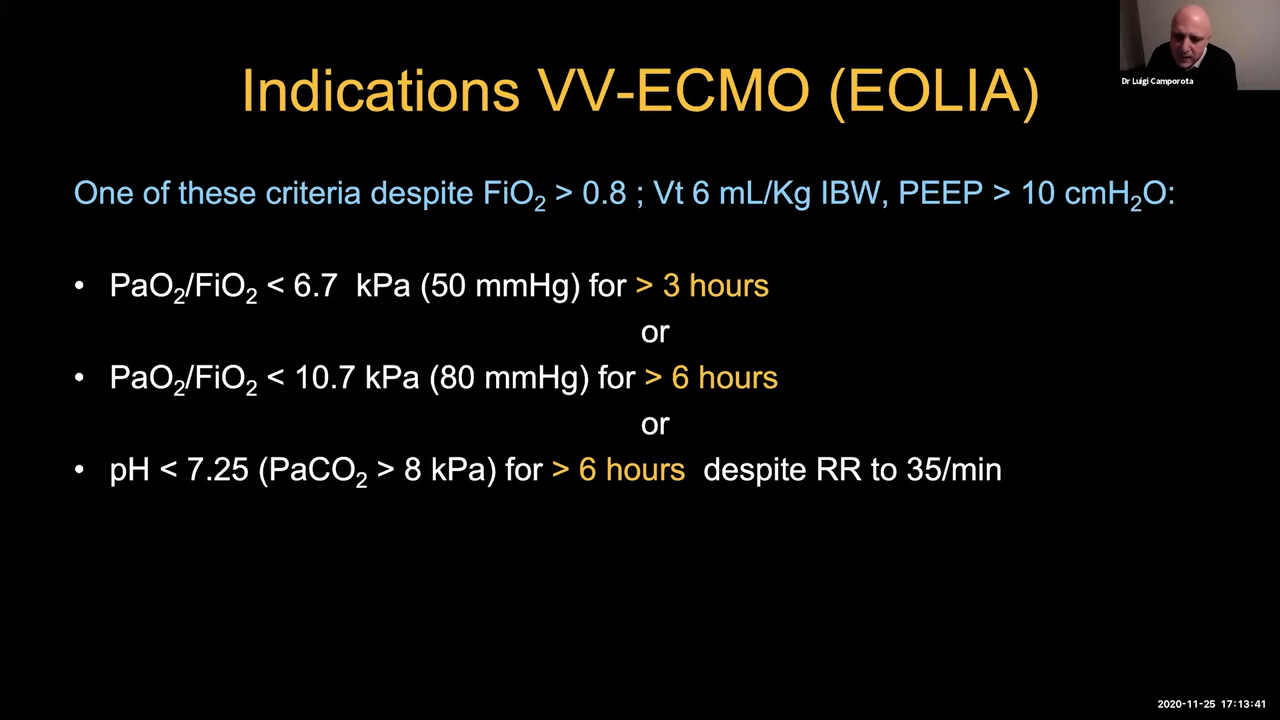 Indications VV-ECMO (EOLIA)
Dr Luigi Camporota
One of these criteria despite FiO₂ > 0.8 ; Vt 6 mL/Kg IBW, PEEP > 10 cmH₂O:
• PaO₂/FiO₂ < 6.7 kPa (50 mmHg) for > 3 hours
or
• PaO₂/FiO₂ < 10.7 kPa (80 mmHg) for > 6 hours
or
• pH < 7.25 (PaCO₂ > 8 kPa) for > 6 hours despite RR to 35/min
2020-11-25 17:13:41